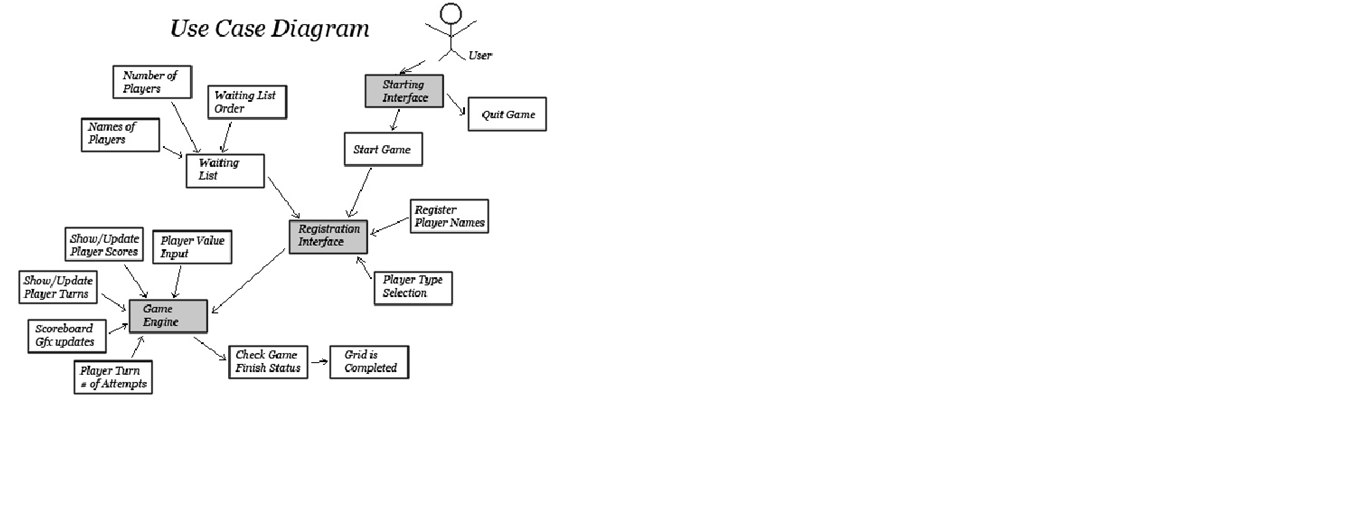 Use Case Diagram
User
Starting
Interface
Quit Game
Start Game
Number of
Players
Waiting List
Order
Names of
Players
Waiting
List
Registration
Interface
Register
Player Names
Player Type
Selection
Show/Update
Player Scores
Player Value
Input
Show/Update
Player Turns
Game
Engine
Scoreboard
Gfx updates
Player Turn
# of Attempts
Check Game
Finish Status
Grid is
Completed